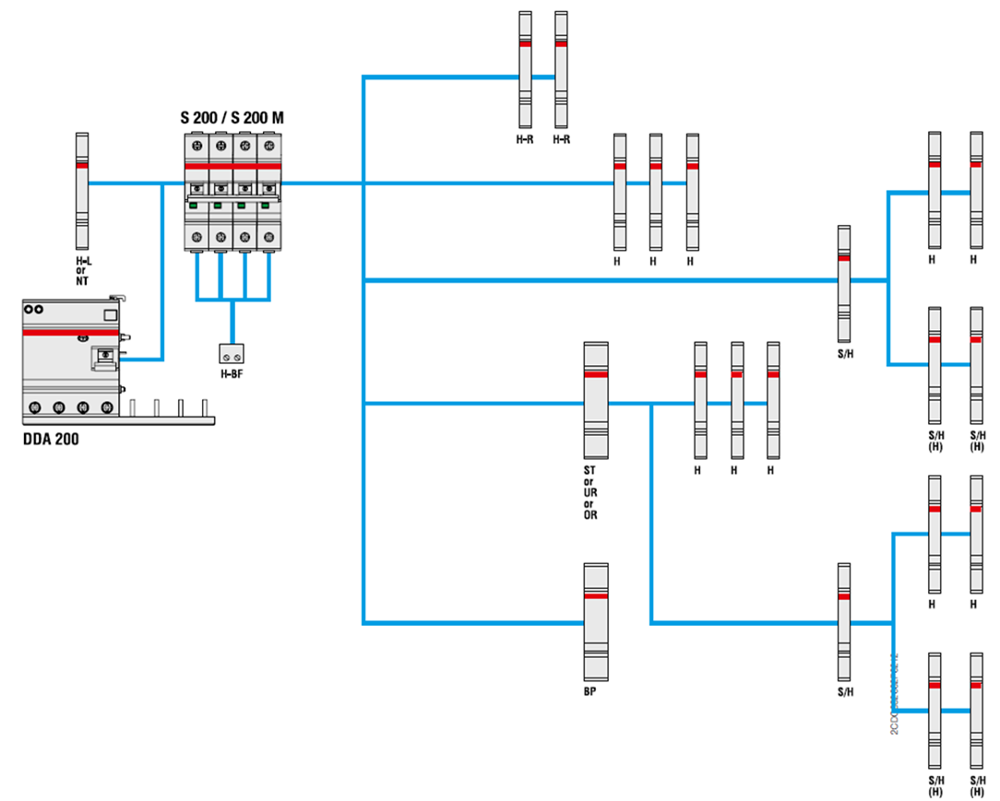 S 200 / S 200 M
H-R
H-R
H-L
or
NT
H
H
H
H
H
S/H
H-BF
DDA 200
S/H
(H)
S/H
(H)
ST
or
UR
or
OR
H
H
H
H
H
BP
S/H
S/H
(H)
S/H
(H)